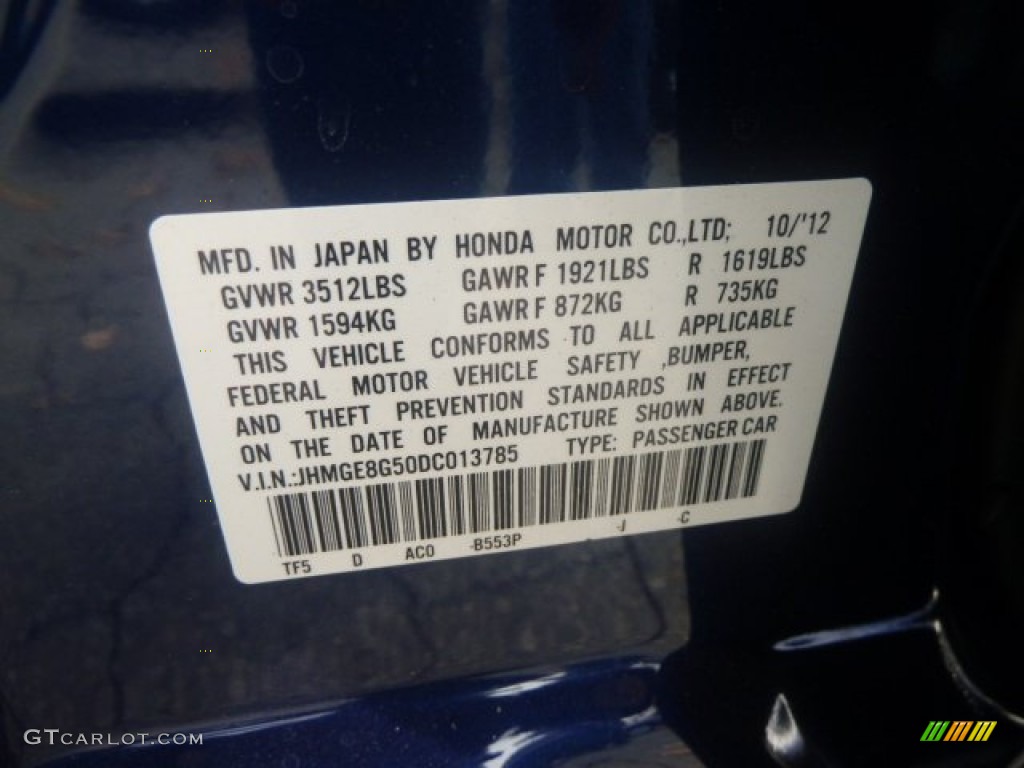 MFD. IN JAPAN BY HONDA MOTOR CO.,LTD; 10/'12
GVWR 3512LBS GAWR F 1921LBS R 1619LBS
GVWR 1594KG GAWR F 872KG R 735KG
THIS VEHICLE CONFORMS TO ALL APPLICABLE
FEDERAL MOTOR VEHICLE SAFETY ,BUMPER,
AND THEFT PREVENTION STANDARDS IN EFFECT
ON THE DATE OF MANUFACTURE SHOWN ABOVE.
V.I.N.:JHMGE8G50DC013785 TYPE: PASSENGER CAR
TF5 D AC0 -B553P -J -C
GTCARLOT.COM